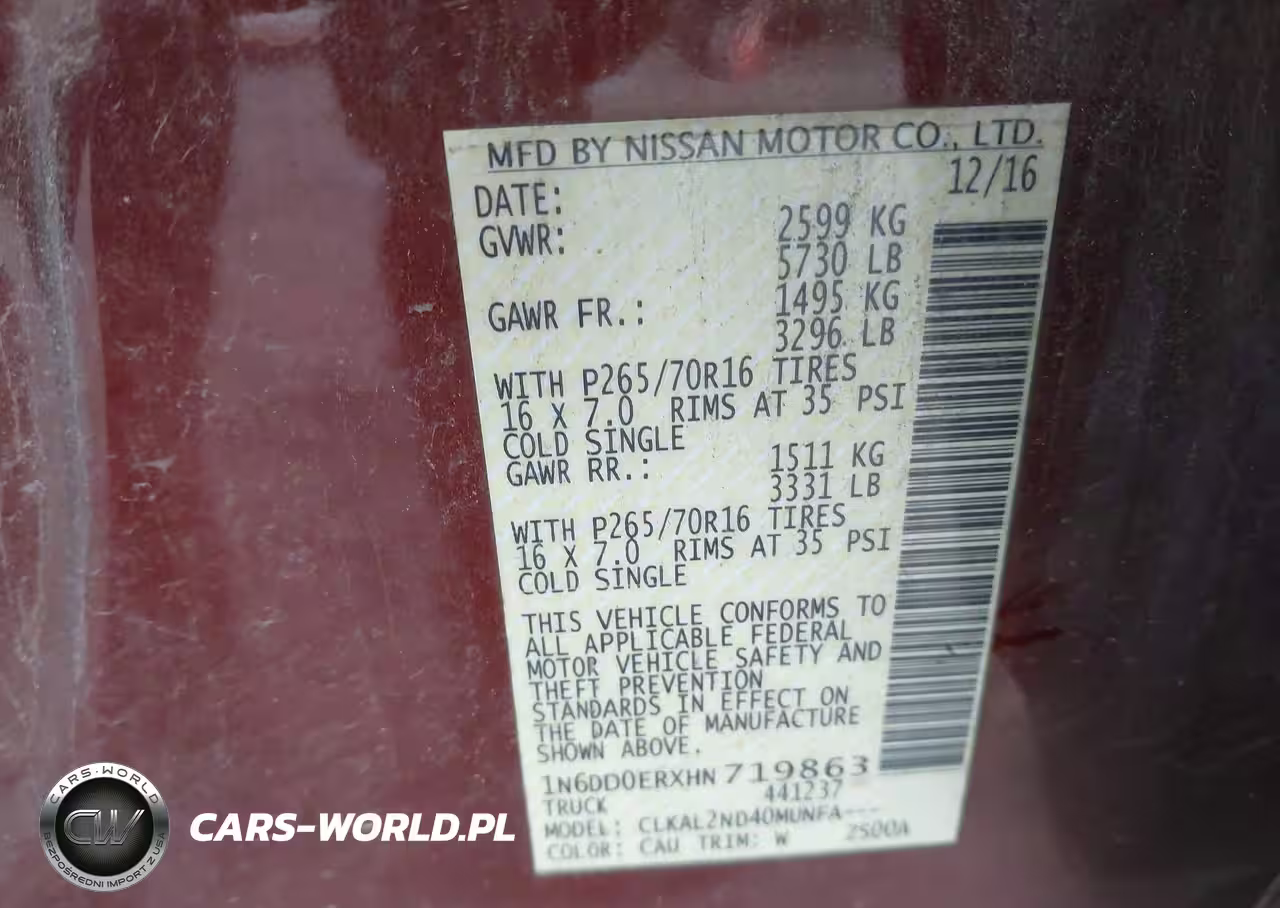 MFD BY NISSAN MOTOR CO., LTD.
DATE: 12/16
GVWR: 2599 KG
5730 LB
GAWR FR.: 1495 KG
3296 LB
WITH P265/70R16 TIRES
16 X 7.0 RIMS AT 35 PSI
COLD SINGLE
GAWR RR.: 1511 KG
3331 LB
WITH P265/70R16 TIRES
16 X 7.0 RIMS AT 35 PSI
COLD SINGLE
THIS VEHICLE CONFORMS TO
ALL APPLICABLE FEDERAL
MOTOR VEHICLE SAFETY AND
THEFT PREVENTION
STANDARDS IN EFFECT ON
THE DATE OF MANUFACTURE
SHOWN ABOVE.
1N6DD0ERXHN719863
TRUCK 441237
MODEL: CLKAL2ND40MUNFA---
COLOR: CAU TRIM: W 2500A
CARS-WORLD
CW
BEZPOŚREDNI IMPORT Z USA
CARS-WORLD.PL